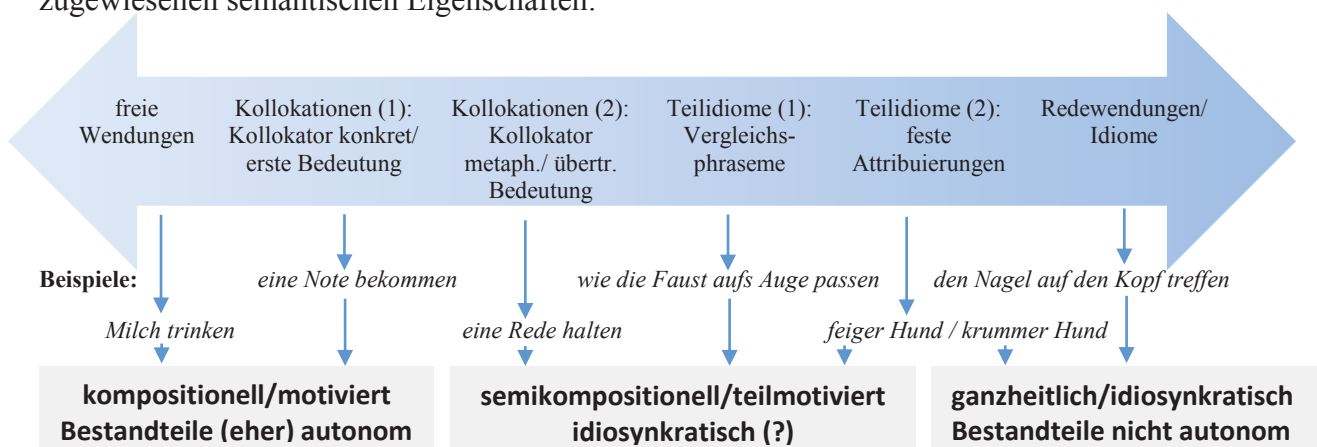 zugewiesenen semantischen Eigenschaften.
freie
Wendungen
Kollokationen (1):
Kollokator konkret/
erste Bedeutung
Kollokationen (2):
Kollokator
metaph./ übertr.
Bedeutung
Teilidiome (1):
Vergleichs-
phraseme
Teilidiome (2):
feste
Attribuierungen
Redewendungen/
Idiome
Beispiele:
eine Note bekommen
wie die Faust aufs Auge passen
den Nagel auf den Kopf treffen
Milch trinken
eine Rede halten
feiger Hund / krummer Hund
kompositionell/motiviert
Bestandteile (eher) autonom
semikompositionell/teilmotiviert
idiosynkratisch (?)
ganzheitlich/idiosynkratisch
Bestandteile nicht autonom